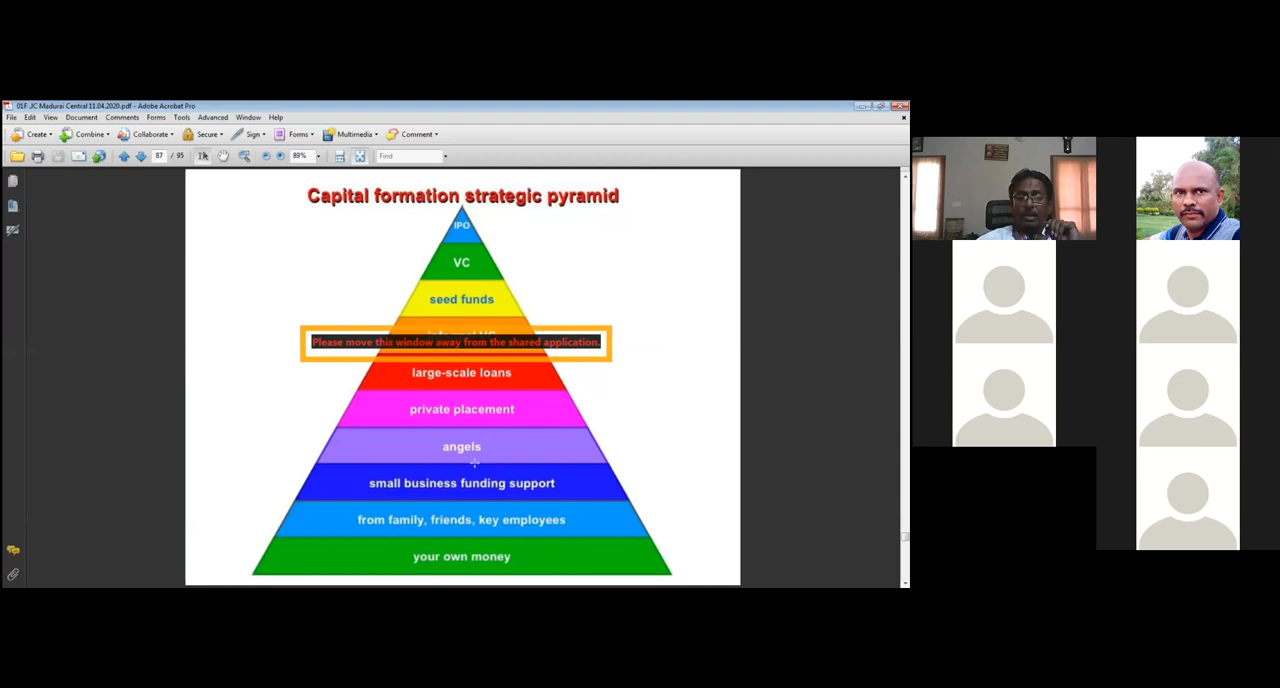 01F JC Madurai Central 11.04.2020.pdf - Adobe Acrobat Pro
File Edit View Document Comments Forms Tools Advanced Window Help
Create Combine Collaborate Secure Sign Forms Multimedia Comment
87 / 95 89% Find
Capital formation strategic pyramid
IPO
VC
seed funds
Please move this window away from the shared application.
large-scale loans
private placement
angels
small business funding support
from family, friends, key employees
your own money